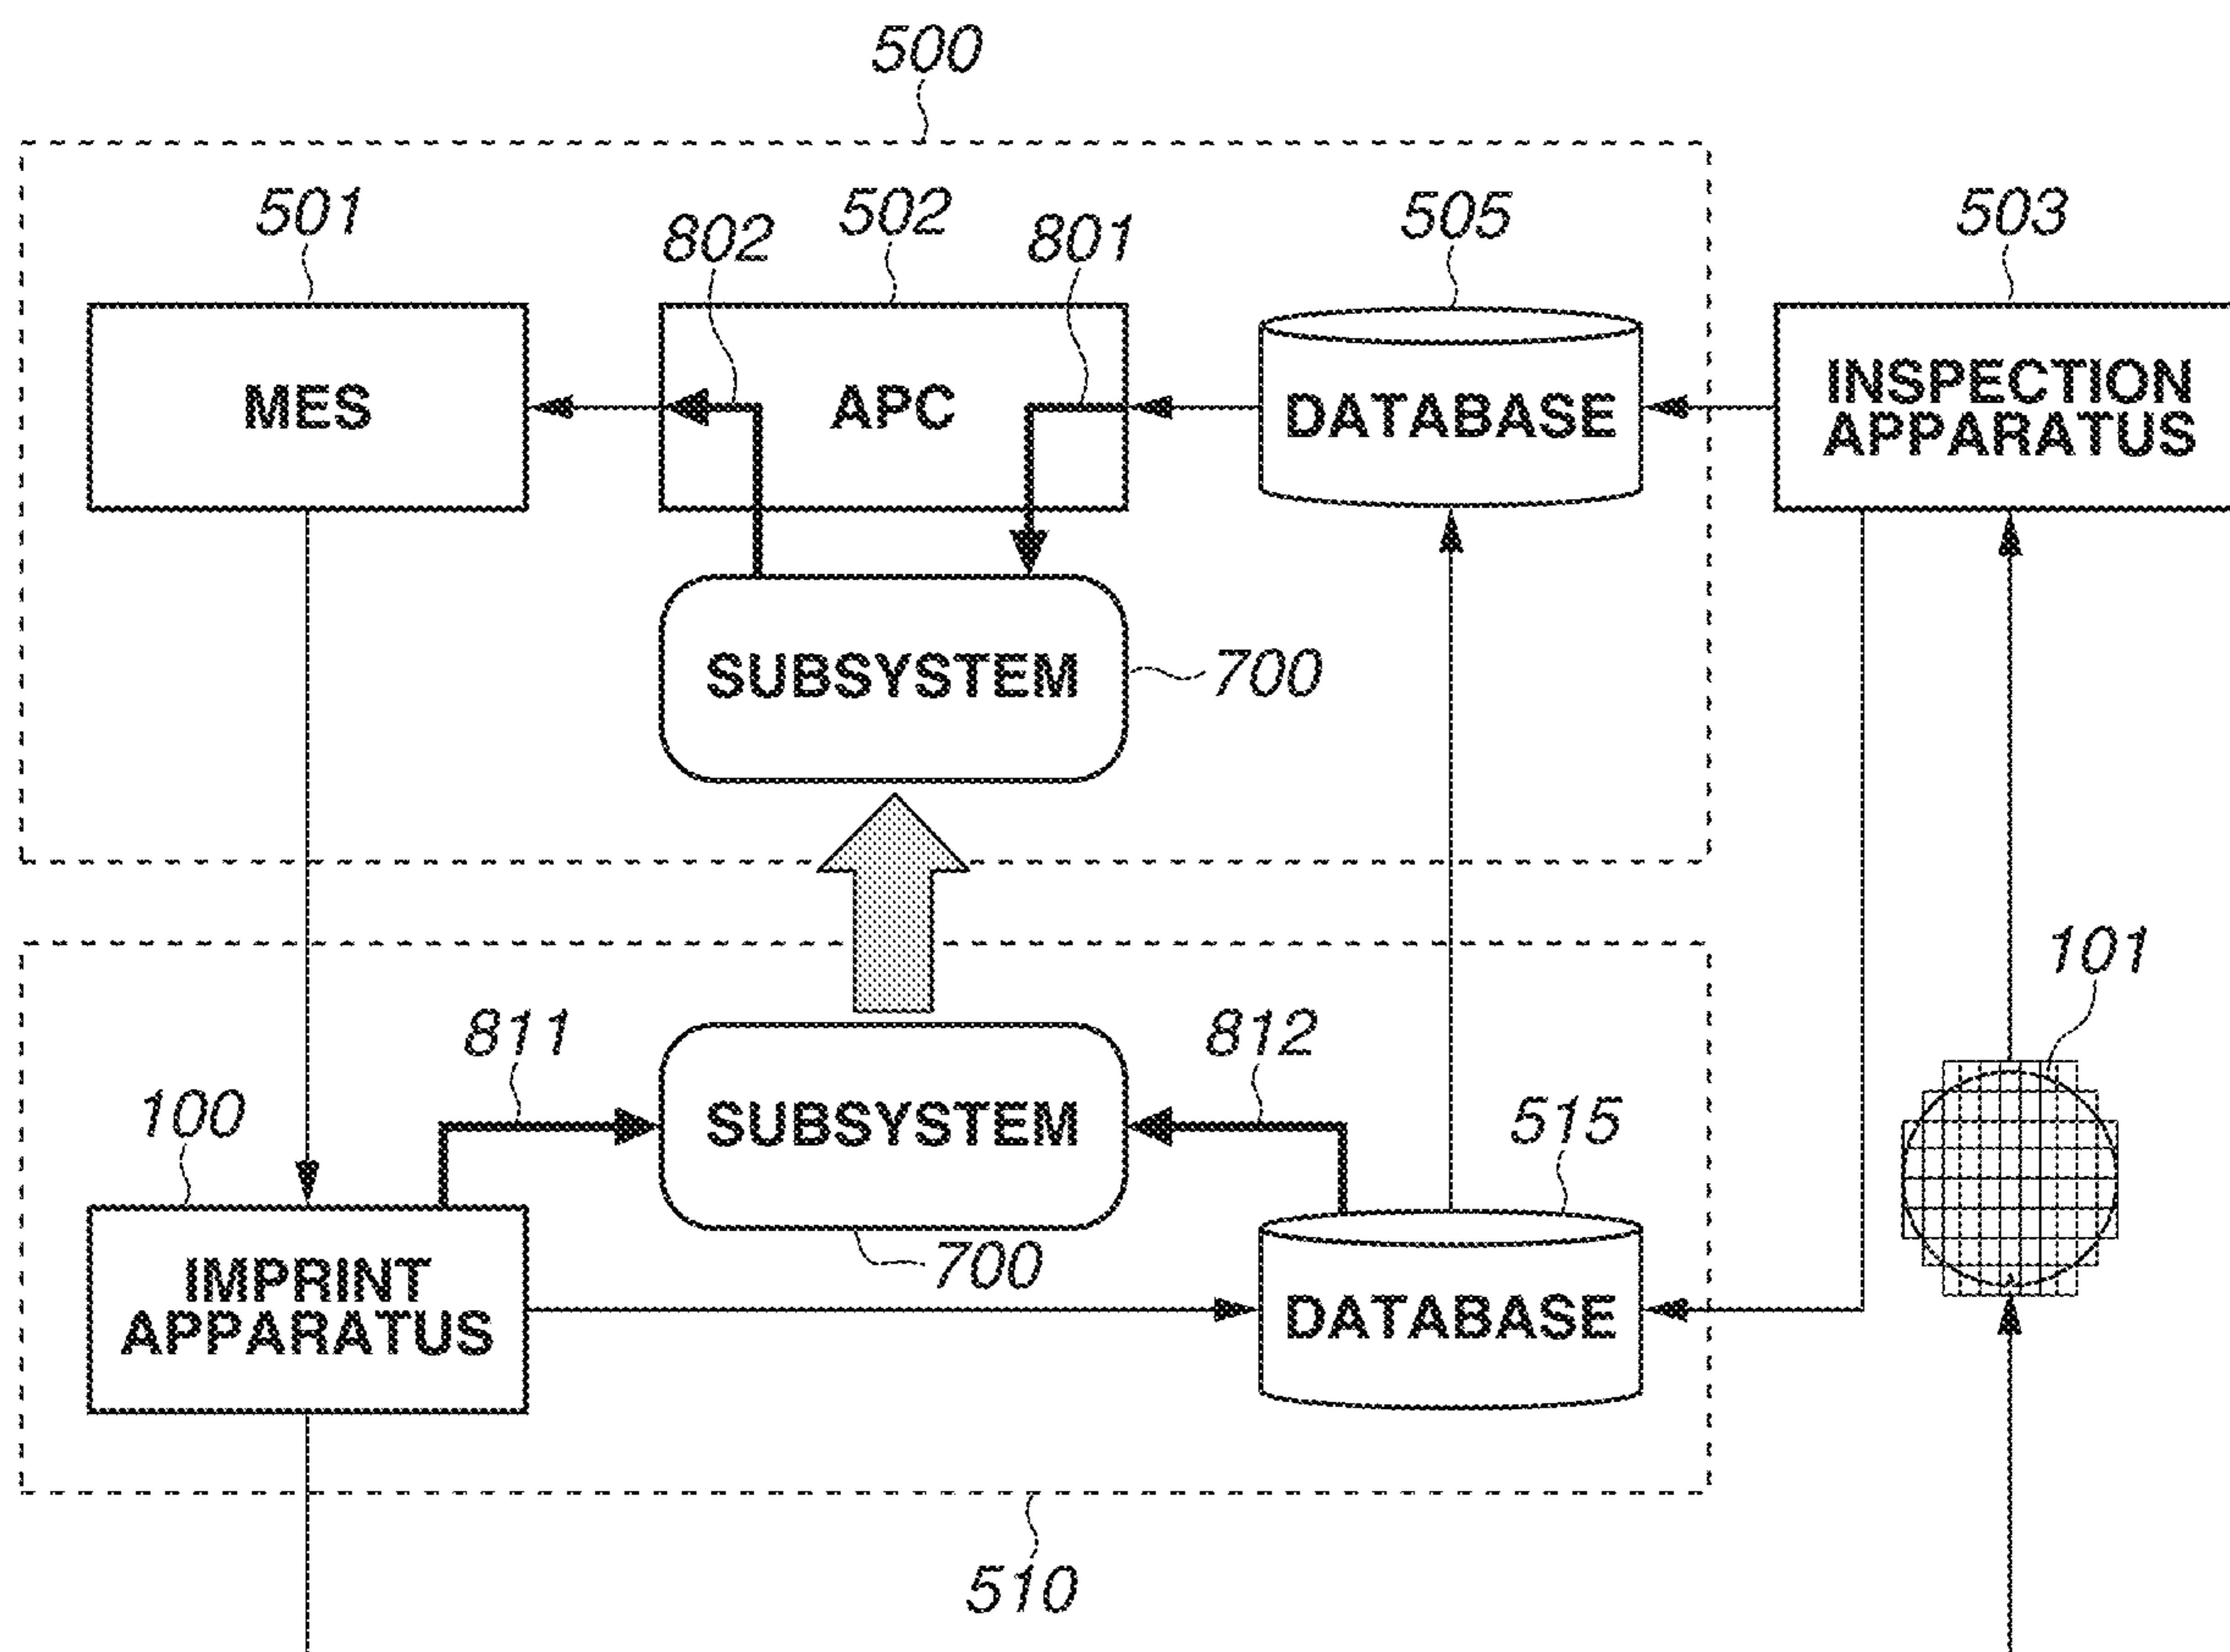 500
501
802
502
801
505
503
MES
APC
DATABASE
INSPECTION
APPARATUS
SUBSYSTEM
700
101
811
812
100
515
SUBSYSTEM
700
IMPRINT
APPARATUS
DATABASE
510